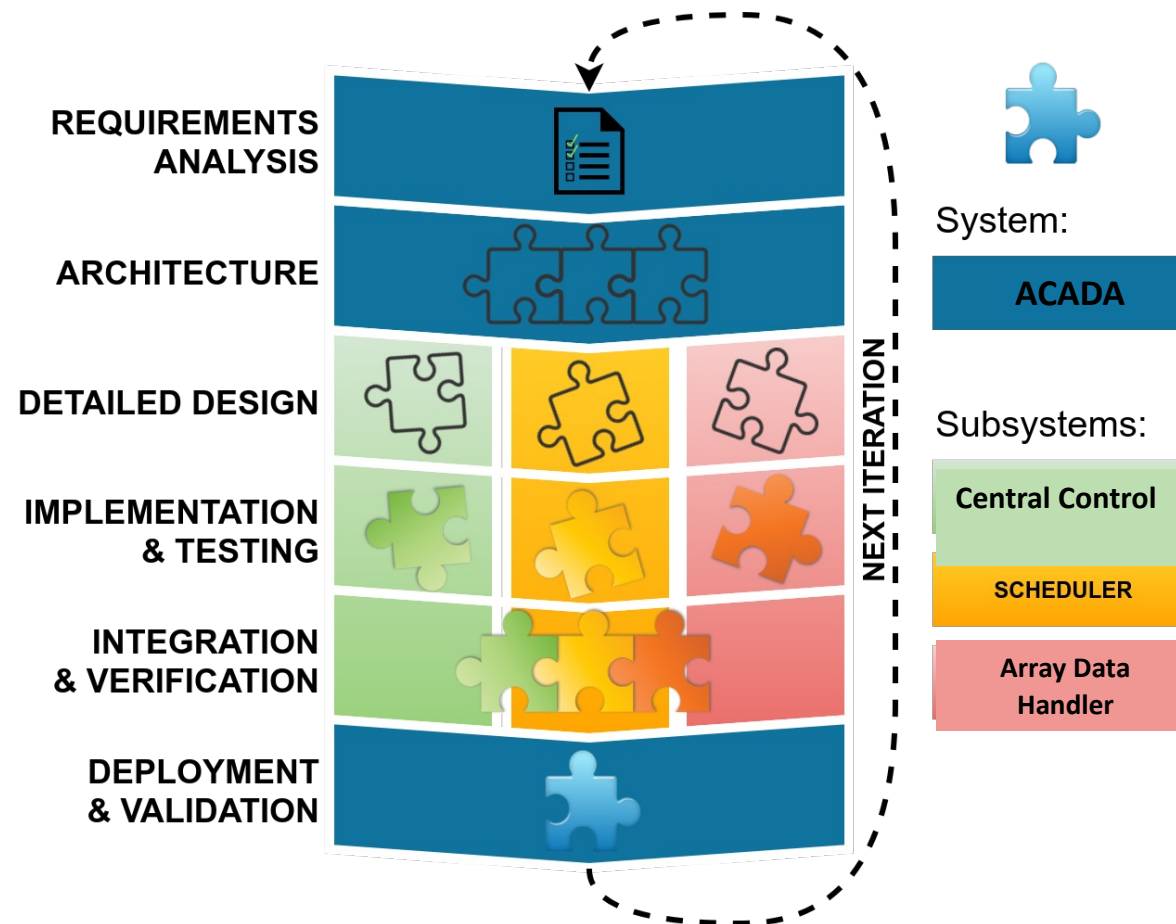 REQUIREMENTS
ANALYSIS
ARCHITECTURE
DETAILED DESIGN
IMPLEMENTATION
& TESTING
INTEGRATION
& VERIFICATION
DEPLOYMENT
& VALIDATION
NEXT ITERATION
System:
ACADA
Subsystems:
Central Control
SCHEDULER
Array Data
Handler